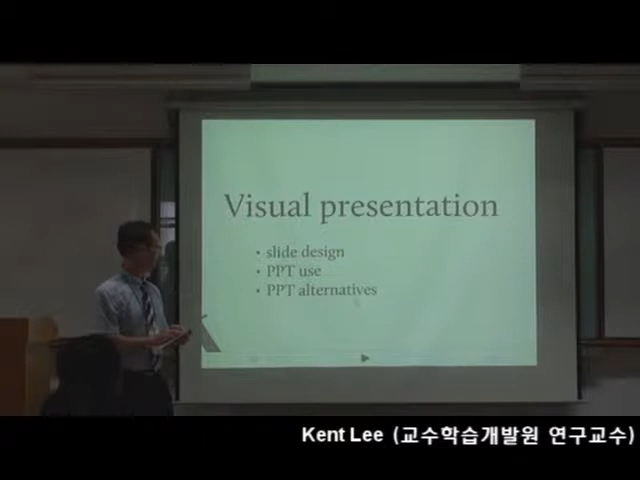 Visual presentation
• slide design
• PPT use
• PPT alternatives
Kent Lee (교수학습개발원 연구교수)